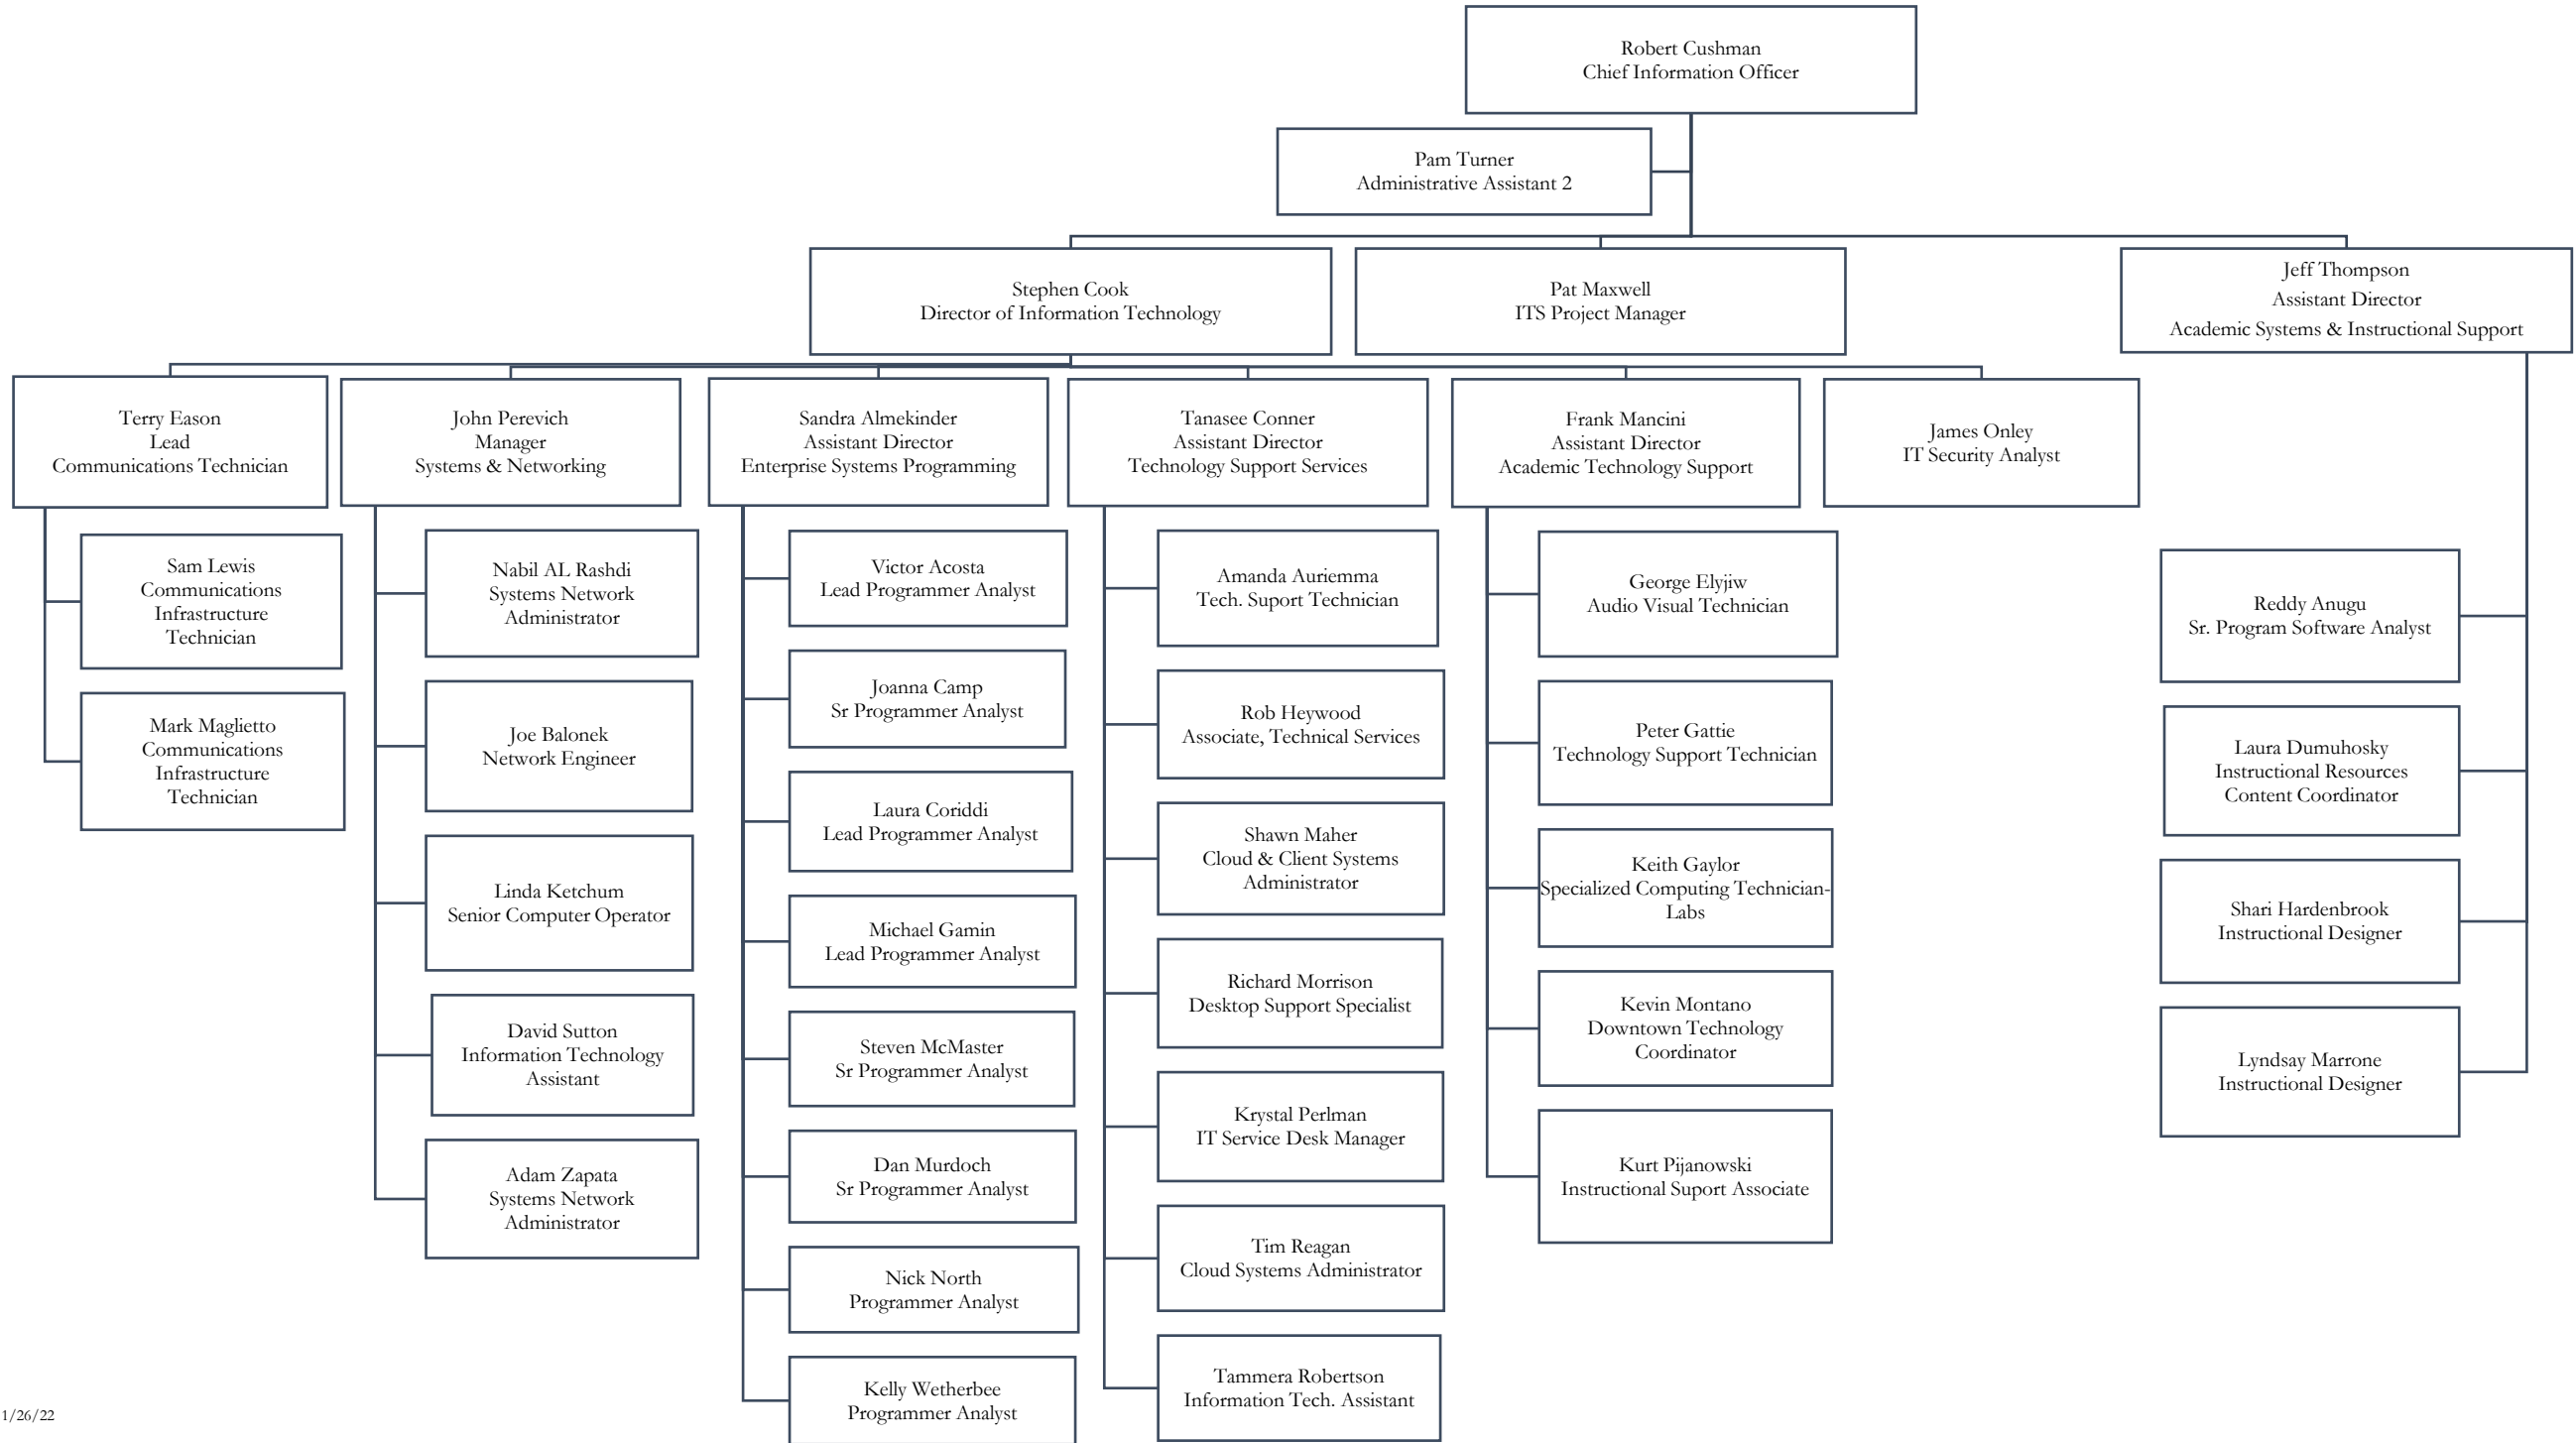 Robert Cushman
Chief Information Officer
Pam Turner
Administrative Assistant 2
Stephen Cook
Director of Information Technology
Pat Maxwell
ITS Project Manager
Jeff Thompson
Assistant Director
Academic Systems & Instructional Support
Terry Eason
Lead
Communications Technician
John Perevich
Manager
Systems & Networking
Sandra Almekinder
Assistant Director
Enterprise Systems Programming
Tanasee Conner
Assistant Director
Technology Support Services
Frank Mancini
Assistant Director
Academic Technology Support
James Onley
IT Security Analyst
Sam Lewis
Communications
Infrastructure
Technician
Mark Maglietto
Communications
Infrastructure
Technician
Nabil AL Rashdi
Systems Network
Administrator
Joe Balonek
Network Engineer
Linda Ketchum
Senior Computer Operator
David Sutton
Information Technology
Assistant
Adam Zapata
Systems Network
Administrator
Victor Acosta
Lead Programmer Analyst
Joanna Camp
Sr Programmer Analyst
Laura Coriddi
Lead Programmer Analyst
Michael Gamin
Lead Programmer Analyst
Steven McMaster
Sr Programmer Analyst
Dan Murdoch
Sr Programmer Analyst
Nick North
Programmer Analyst
Kelly Wetherbee
Programmer Analyst
Amanda Auriemma
Tech. Suport Technician
Rob Heywood
Associate, Technical Services
Shawn Maher
Cloud & Client Systems
Administrator
Richard Morrison
Desktop Support Specialist
Krystal Perlman
IT Service Desk Manager
Tim Reagan
Cloud Systems Administrator
Tammera Robertson
Information Tech. Assistant
George Elyjiw
Audio Visual Technician
Peter Gattie
Technology Support Technician
Keith Gaylor
Specialized Computing Technician-
Labs
Kevin Montano
Downtown Technology
Coordinator
Kurt Pijanowski
Instructional Suport Associate
Reddy Anugu
Sr. Program Software Analyst
Laura Dumuhosky
Instructional Resources
Content Coordinator
Shari Hardenbrook
Instructional Designer
Lyndsay Marrone
Instructional Designer
1/26/22